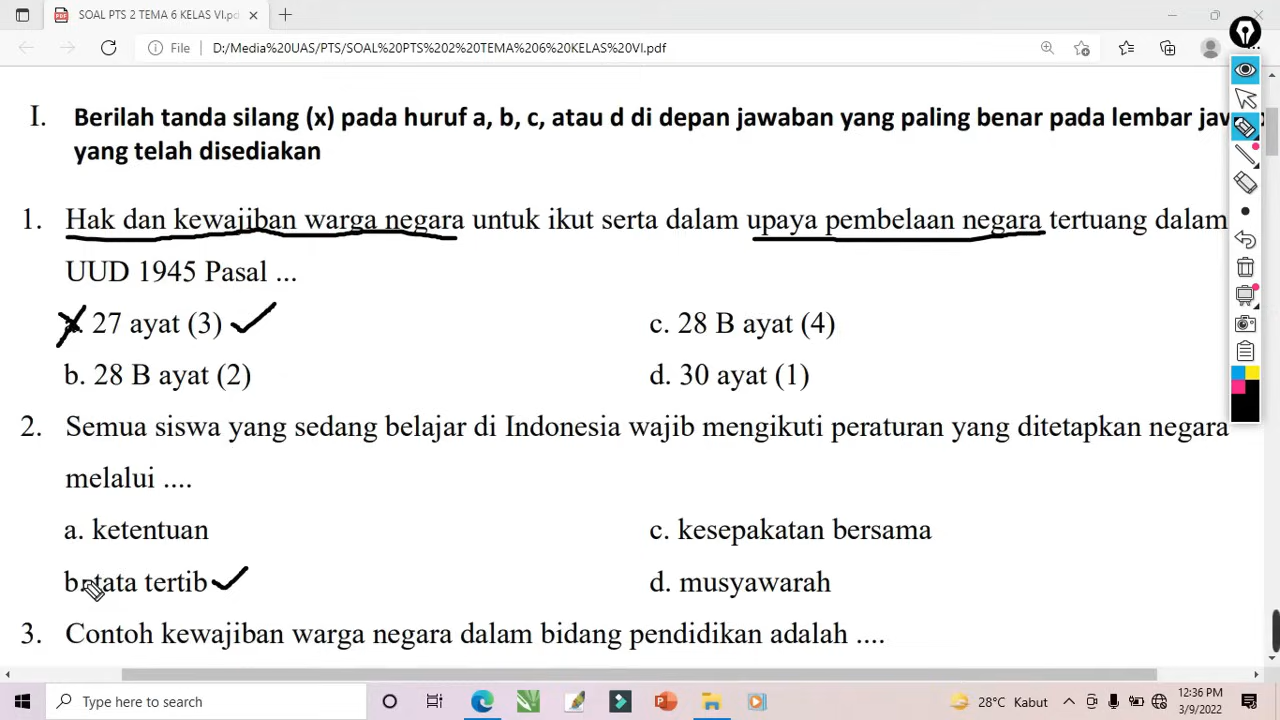 SOAL PTS 2 TEMA 6 KELAS VI.pd
File
D:/Media%20UAS/PTS/SOAL%20PTS%202%20TEMA%206%20KELAS%20VI.pdf
I. Berilah tanda silang (x) pada huruf a, b, c, atau d di depan jawaban yang paling benar pada lembar jaw
yang telah disediakan
1. Hak dan kewajiban warga negara untuk ikut serta dalam upaya pembelaan negara tertuang dalam
UUD 1945 Pasal ...
a. 27 ayat (3)
c. 28 B ayat (4)
b. 28 B ayat (2)
d. 30 ayat (1)
2. Semua siswa yang sedang belajar di Indonesia wajib mengikuti peraturan yang ditetapkan negara
melalui ....
a. ketentuan
c. kesepakatan bersama
b. tata tertib
d. musyawarah
3. Contoh kewajiban warga negara dalam bidang pendidikan adalah ....
Type here to search
28°C Kabut
12:36 PM
3/9/2022